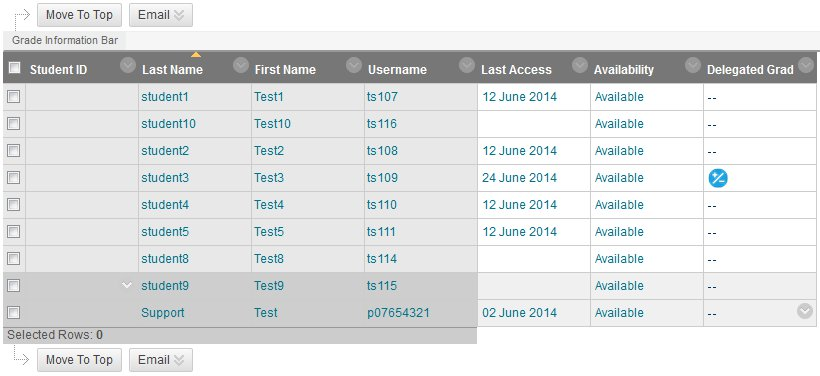 Move To Top Email
Grade Information Bar
Student ID Last Name First Name Username Last Access Availability Delegated Grad
student1 Test1 ts107 12 June 2014 Available --
student10 Test10 ts116 Available --
student2 Test2 ts108 12 June 2014 Available --
student3 Test3 ts109 24 June 2014 Available
student4 Test4 ts110 12 June 2014 Available --
student5 Test5 ts111 12 June 2014 Available --
student8 Test8 ts114 Available --
student9 Test9 ts115 Available --
Support Test p07654321 02 June 2014 Available --
Selected Rows: 0
Move To Top Email